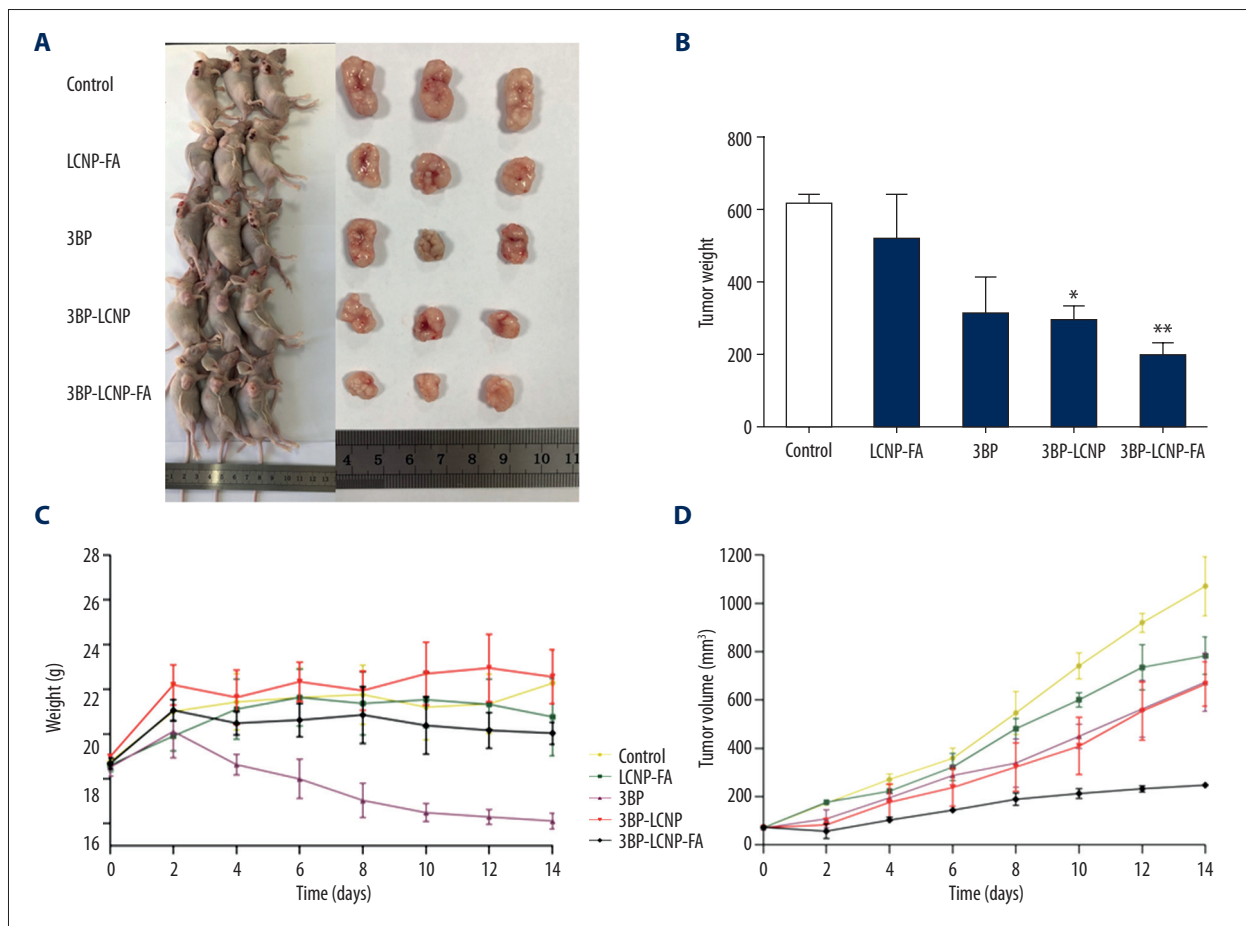 A
Control
LCNP-FA
3BP
3BP-LCNP
3BP-LCNP-FA
4 5 6 7 8 9 10 11
B
Tumor weight
800
600
400
200
0
*
**
Control
LCNP-FA
3BP
3BP-LCNP
3BP-LCNP-FA
C
Weight (g)
28
26
24
22
20
18
16
0 2 4 6 8 10 12 14
Time (days)
Control
LCNP-FA
3BP
3BP-LCNP
3BP-LCNP-FA
D
Tumor volume (mm³)
1200
1000
800
600
400
200
0
0 2 4 6 8 10 12 14
Time (days)